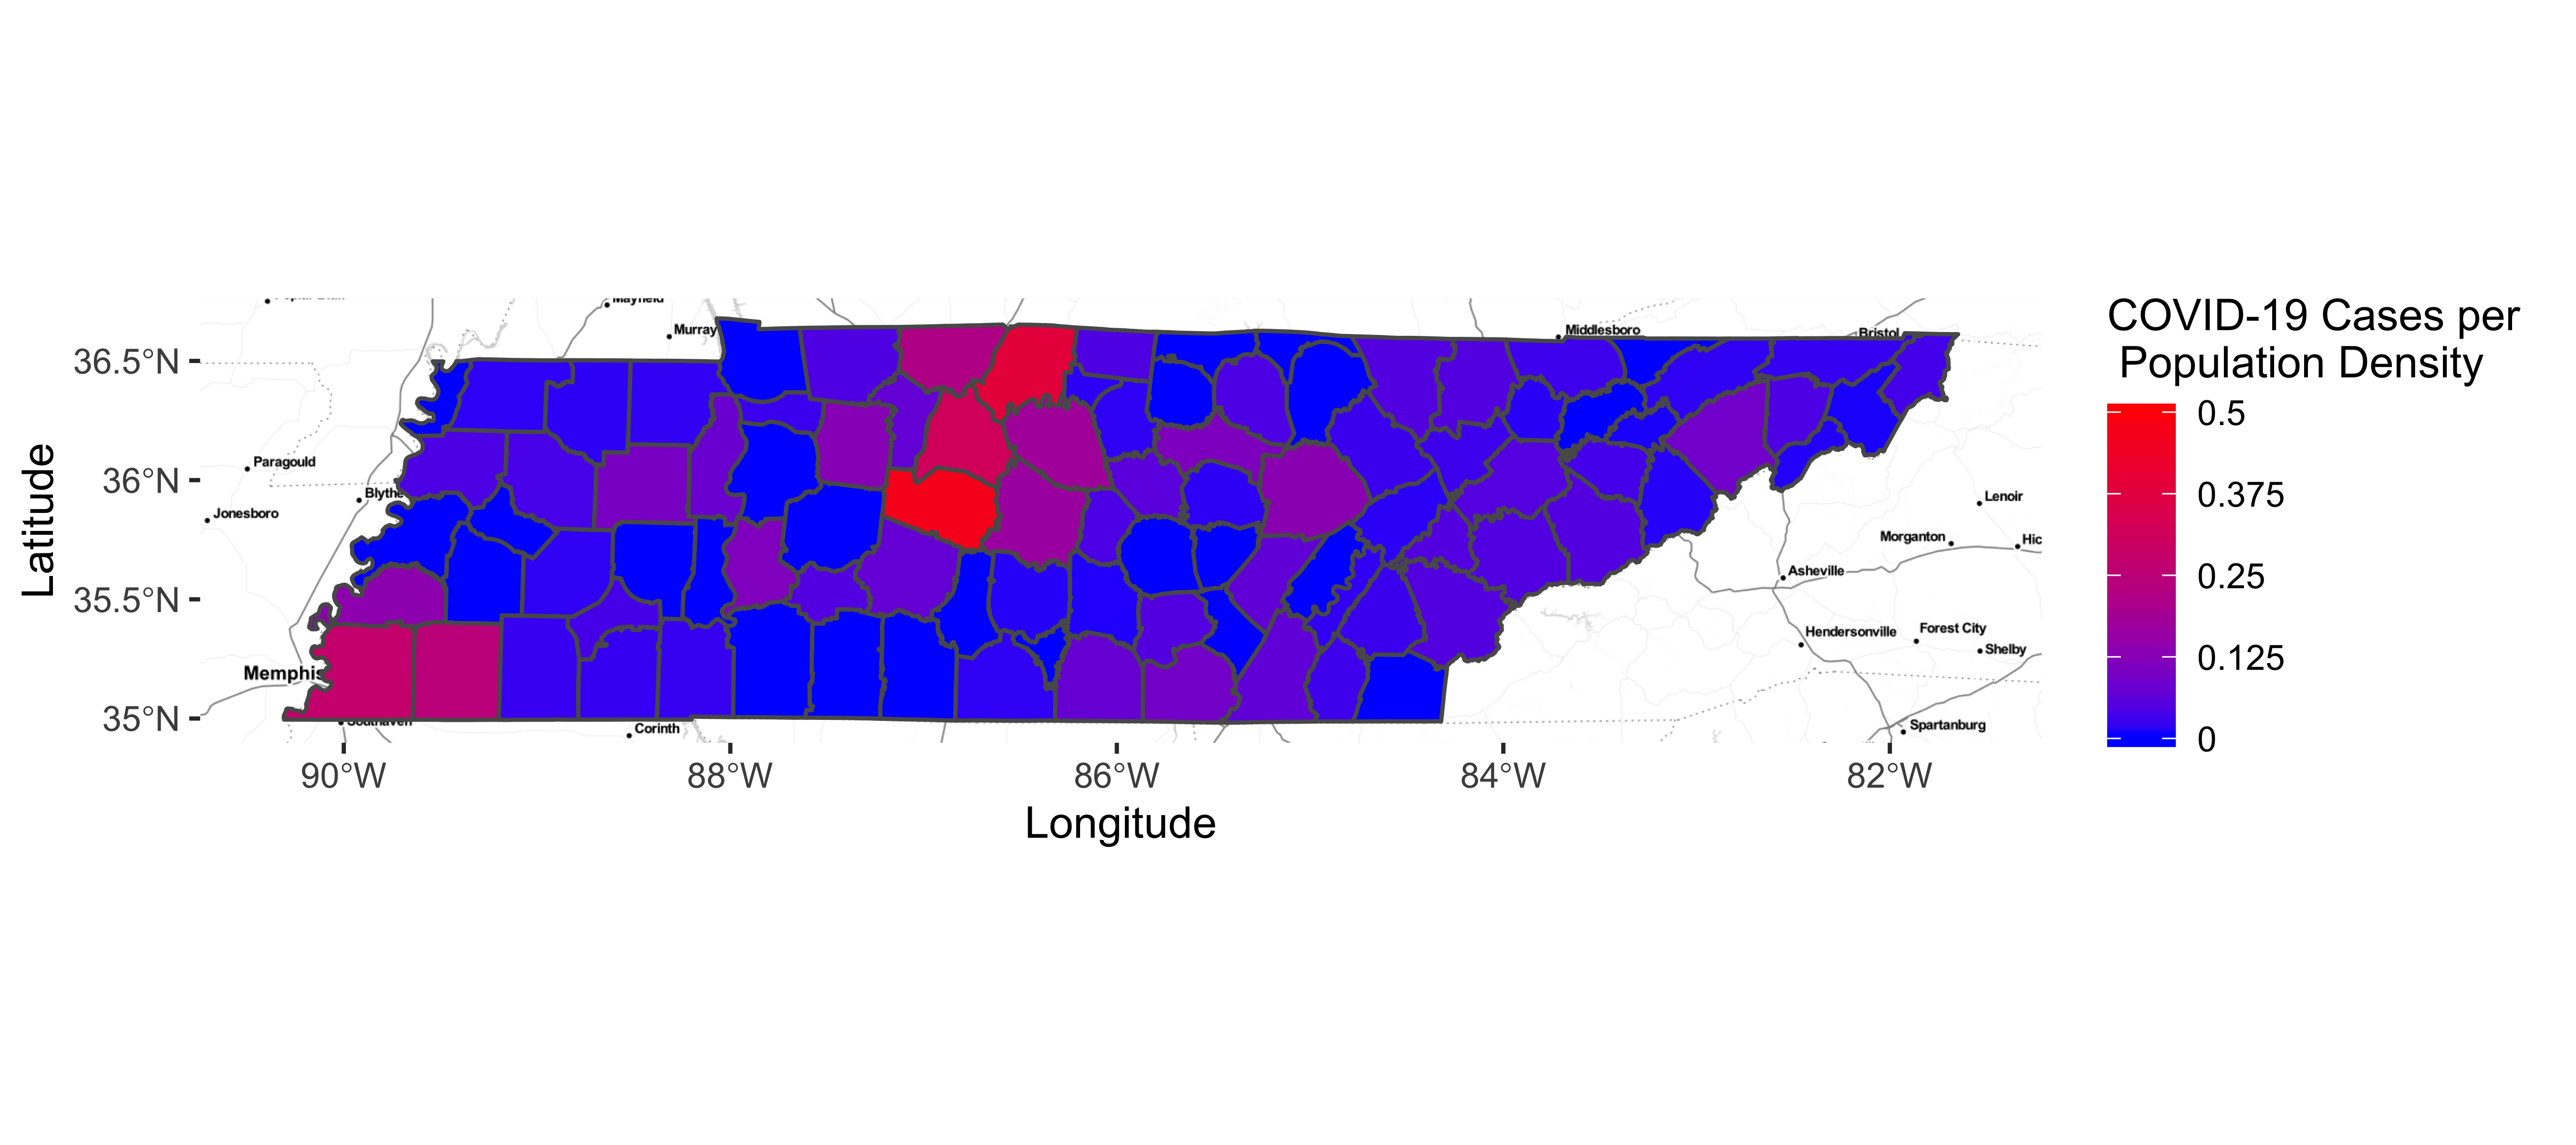 Mayfield
Murray
Middlesboro
Bristol
COVID-19 Cases per
Population Density
36.5°N
0.5
Paragould
36°N
Blythe
Lenoir
0.375
Jonesboro
Morganton
Hic
Latitude
Asheville
0.25
35.5°N
Hendersonville
Forest City
Shelby
0.125
Memphis
35°N
Southaven
Corinth
Spartanburg
0
90°W
88°W
86°W
84°W
82°W
Longitude